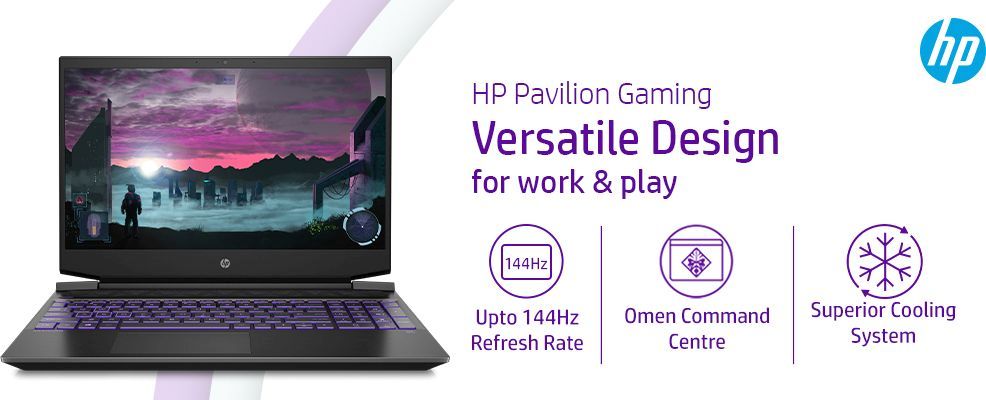 hp
HP Pavilion Gaming
Versatile Design
for work & play
144Hz
Upto 144Hz
Refresh Rate
Omen Command
Centre
Superior Cooling
System
hp